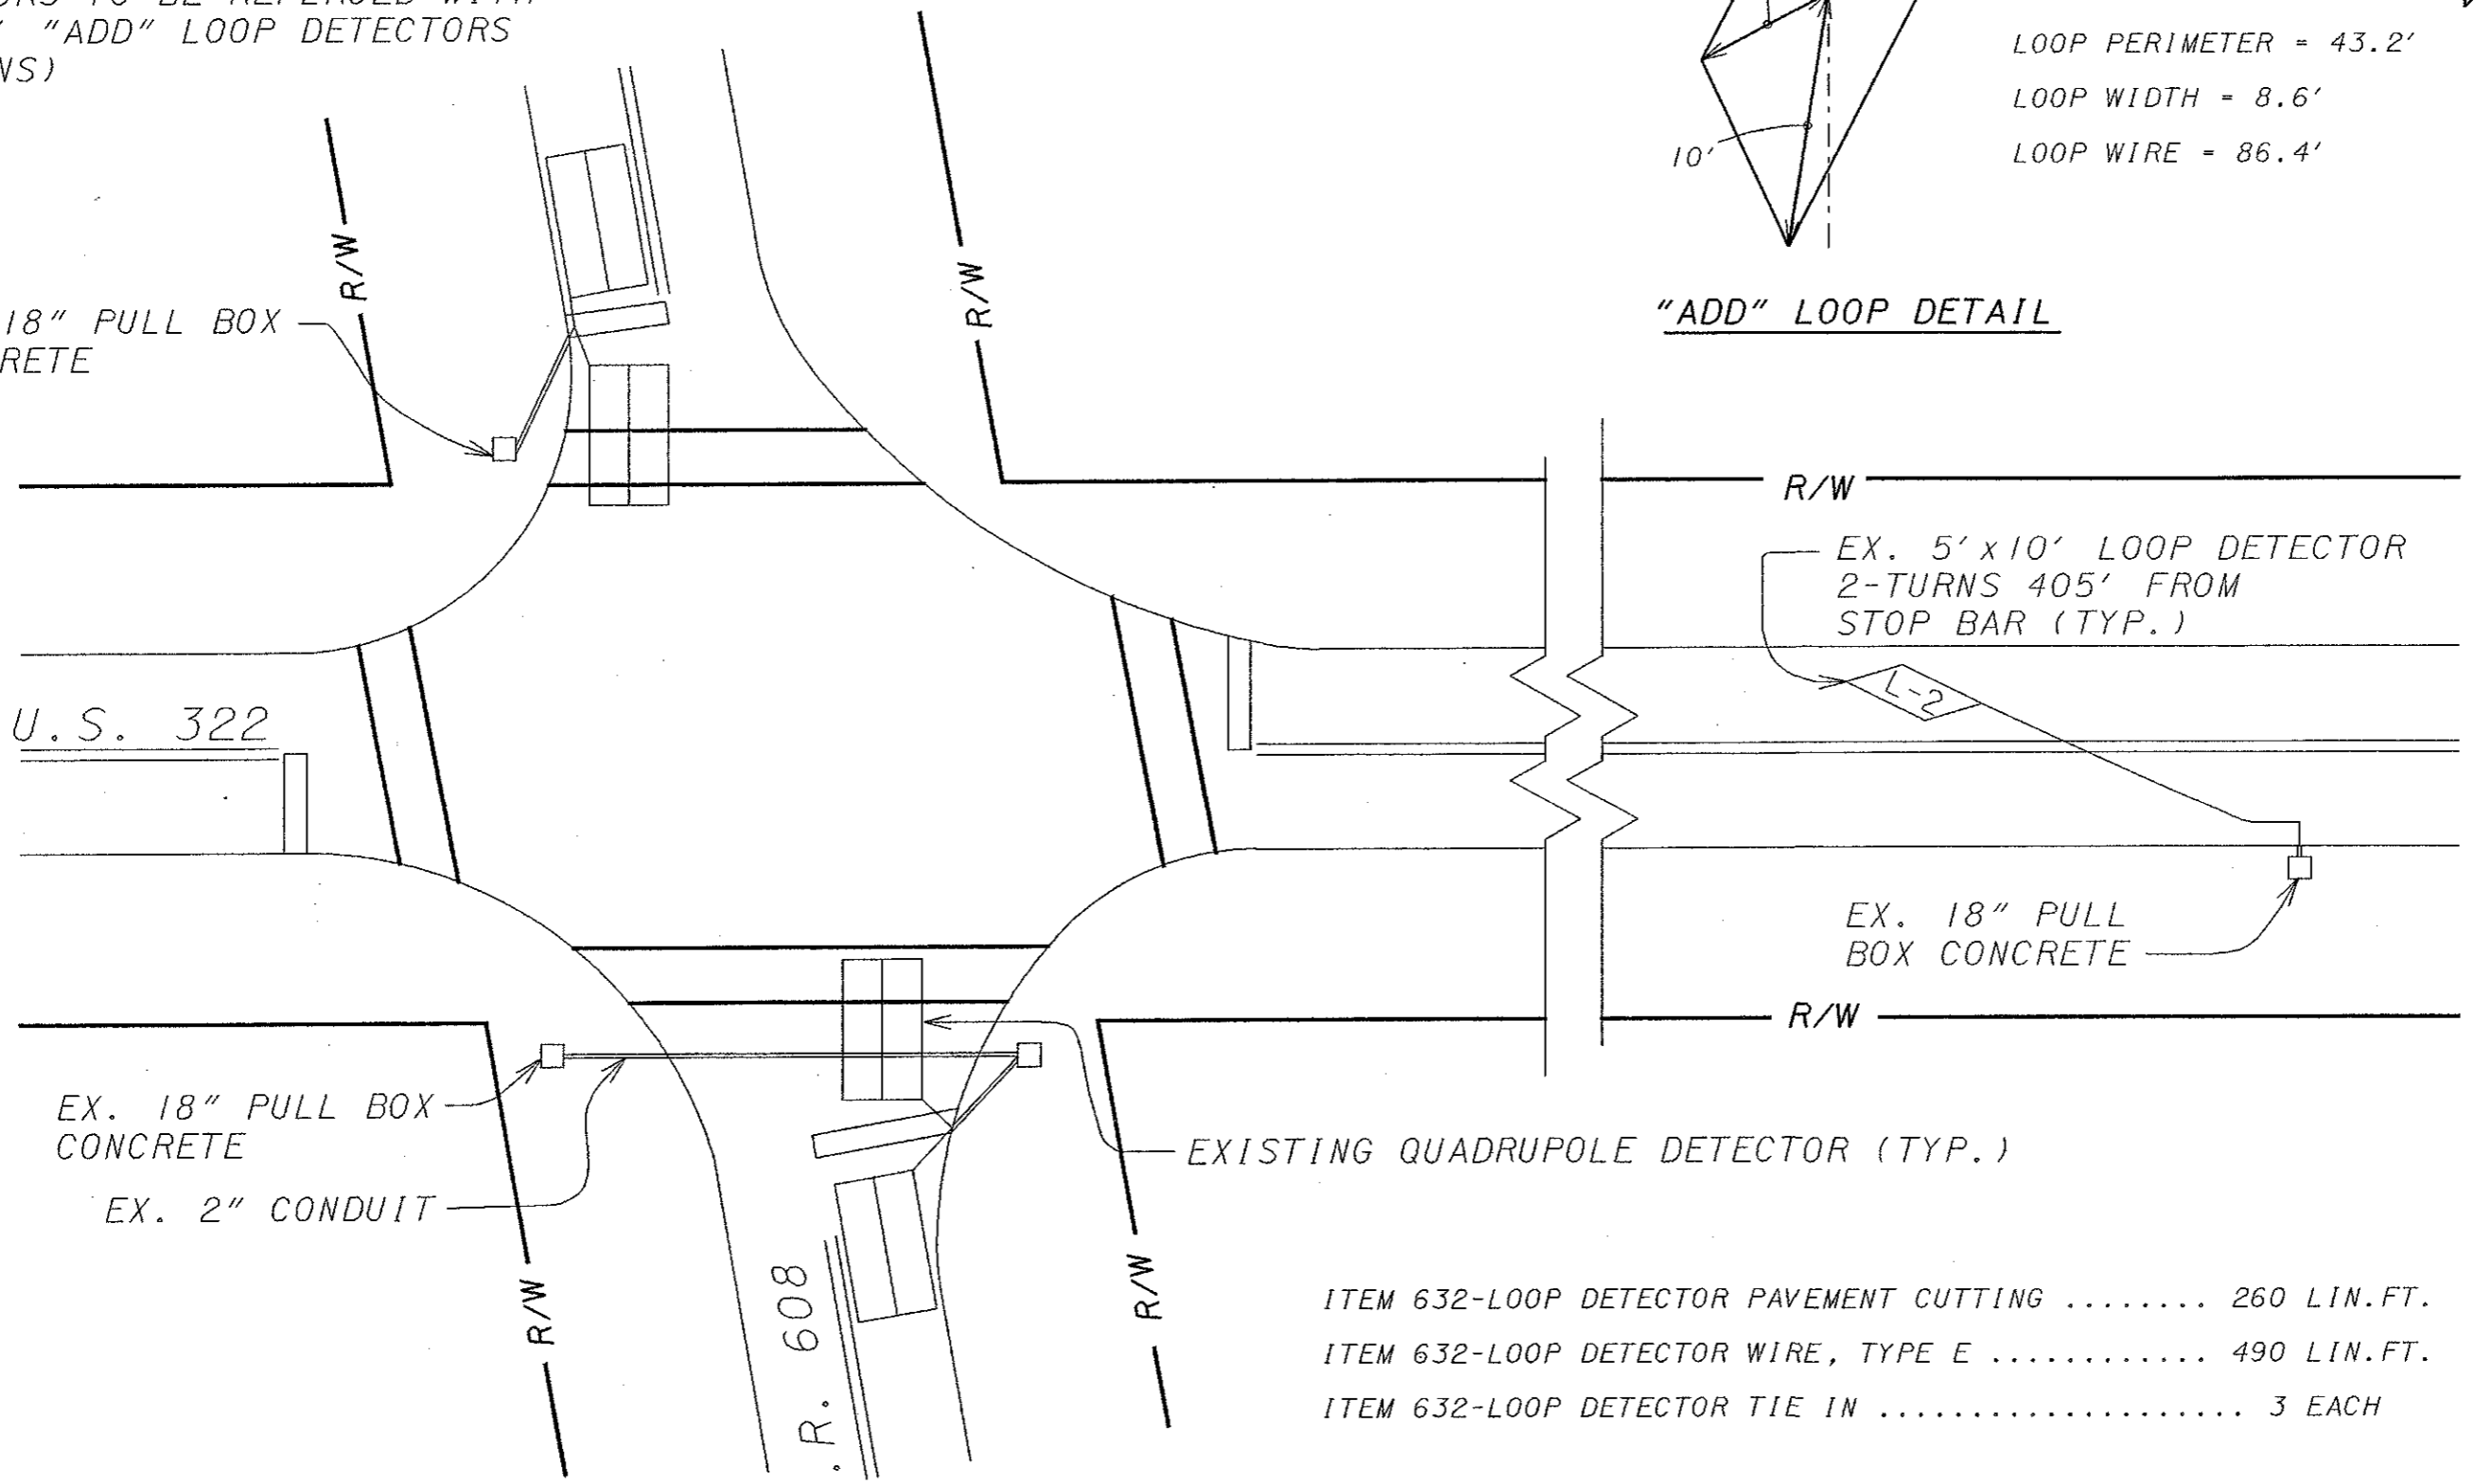 TO BE REPLACED WITH
"ADD" LOOP DETECTORS
LOOP PERIMETER = 43.2'
LOOP WIDTH = 8.6'
LOOP WIRE = 86.4'
10'
"ADD" LOOP DETAIL
R/W
R/W
18" PULL BOX
R/W
EX. 5'x10' LOOP DETECTOR
2-TURNS 405' FROM
STOP BAR (TYP.)
L-2
U.S. 322
EX. 18" PULL
BOX CONCRETE
R/W
EX. 18" PULL BOX
CONCRETE
EX. 2" CONDUIT
EXISTING QUADRUPOLE DETECTOR (TYP.)
R/W
R/W
.R. 608
ITEM 632-LOOP DETECTOR PAVEMENT CUTTING ........ 260 LIN.FT.
ITEM 632-LOOP DETECTOR WIRE, TYPE E ............ 490 LIN.FT.
ITEM 632-LOOP DETECTOR TIE IN ..................... 3 EACH